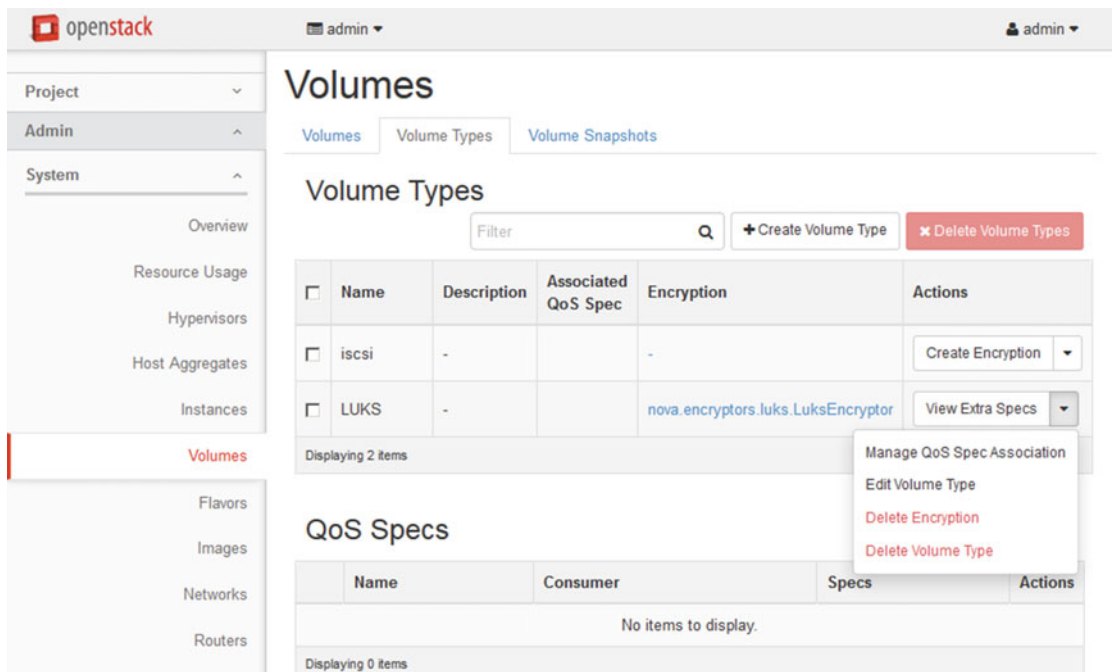 openstack
admin
admin
Project
Admin
System
Overview
Resource Usage
Hypervisors
Host Aggregates
Instances
Volumes
Flavors
Images
Networks
Routers
Volumes
Volumes
Volume Types
Volume Snapshots
Volume Types
Filter
Create Volume Type
Delete Volume Types
Name
Description
Associated
QoS Spec
Encryption
Actions
iscsi
-
-
Create Encryption
LUKS
-
nova.encryptors.luks.LuksEncryptor
View Extra Specs
Displaying 2 items
Manage QoS Spec Association
Edit Volume Type
Delete Encryption
Delete Volume Type
QoS Specs
Name
Consumer
Specs
Actions
No items to display.
Displaying 0 items